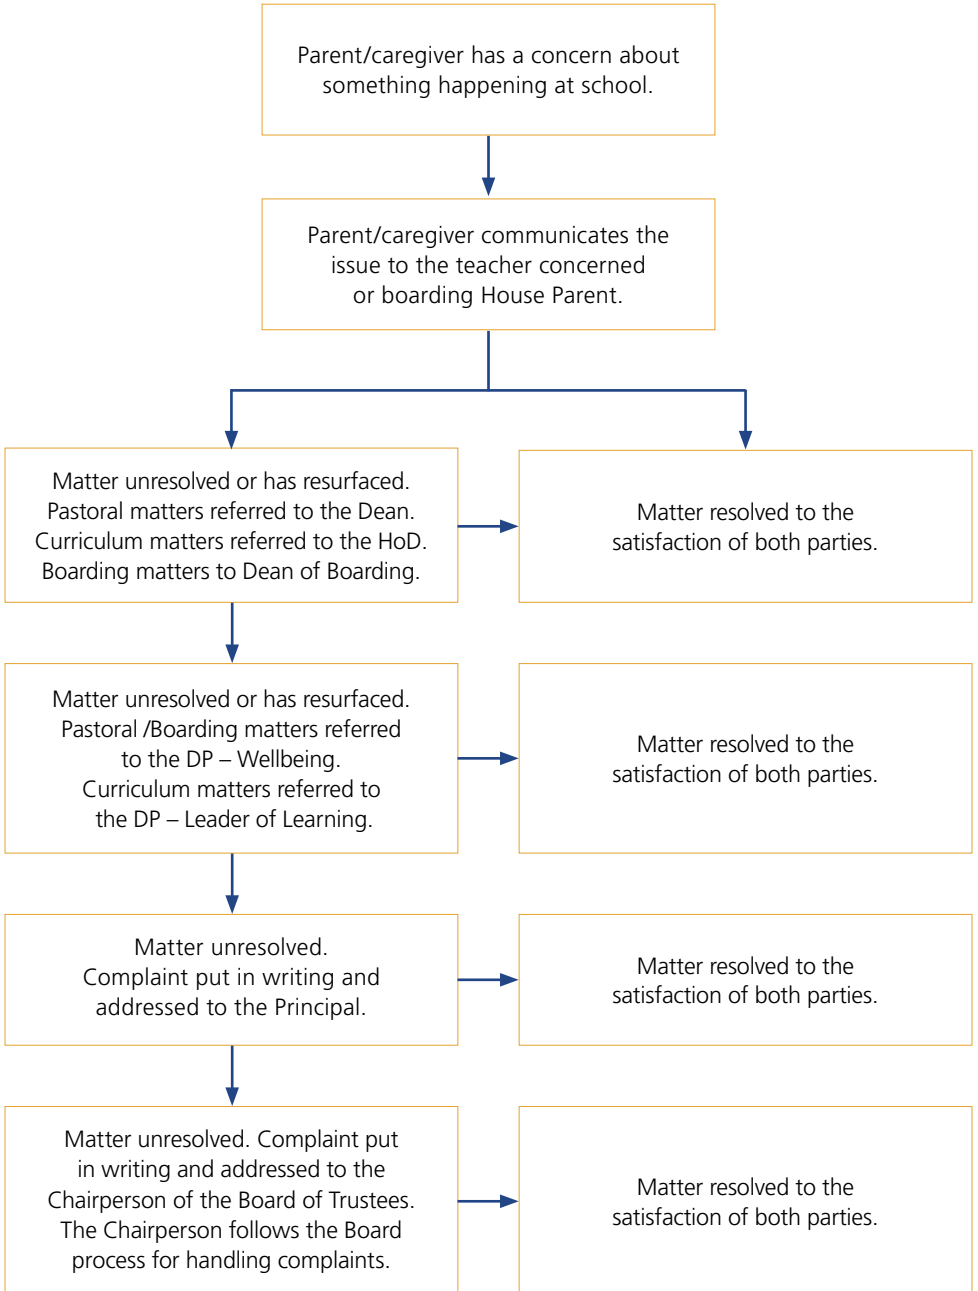 Parent/caregiver has a concern about
something happening at school.
Parent/caregiver communicates the
issue to the teacher concerned
or boarding House Parent.
Matter unresolved or has resurfaced.
Pastoral matters referred to the Dean.
Curriculum matters referred to the HoD.
Boarding matters to Dean of Boarding.
Matter resolved to the
satisfaction of both parties.
Matter unresolved or has resurfaced.
Pastoral /Boarding matters referred
to the DP – Wellbeing.
Curriculum matters referred to
the DP – Leader of Learning.
Matter resolved to the
satisfaction of both parties.
Matter unresolved.
Complaint put in writing and
addressed to the Principal.
Matter resolved to the
satisfaction of both parties.
Matter unresolved. Complaint put
in writing and addressed to the
Chairperson of the Board of Trustees.
The Chairperson follows the Board
process for handling complaints.
Matter resolved to the
satisfaction of both parties.